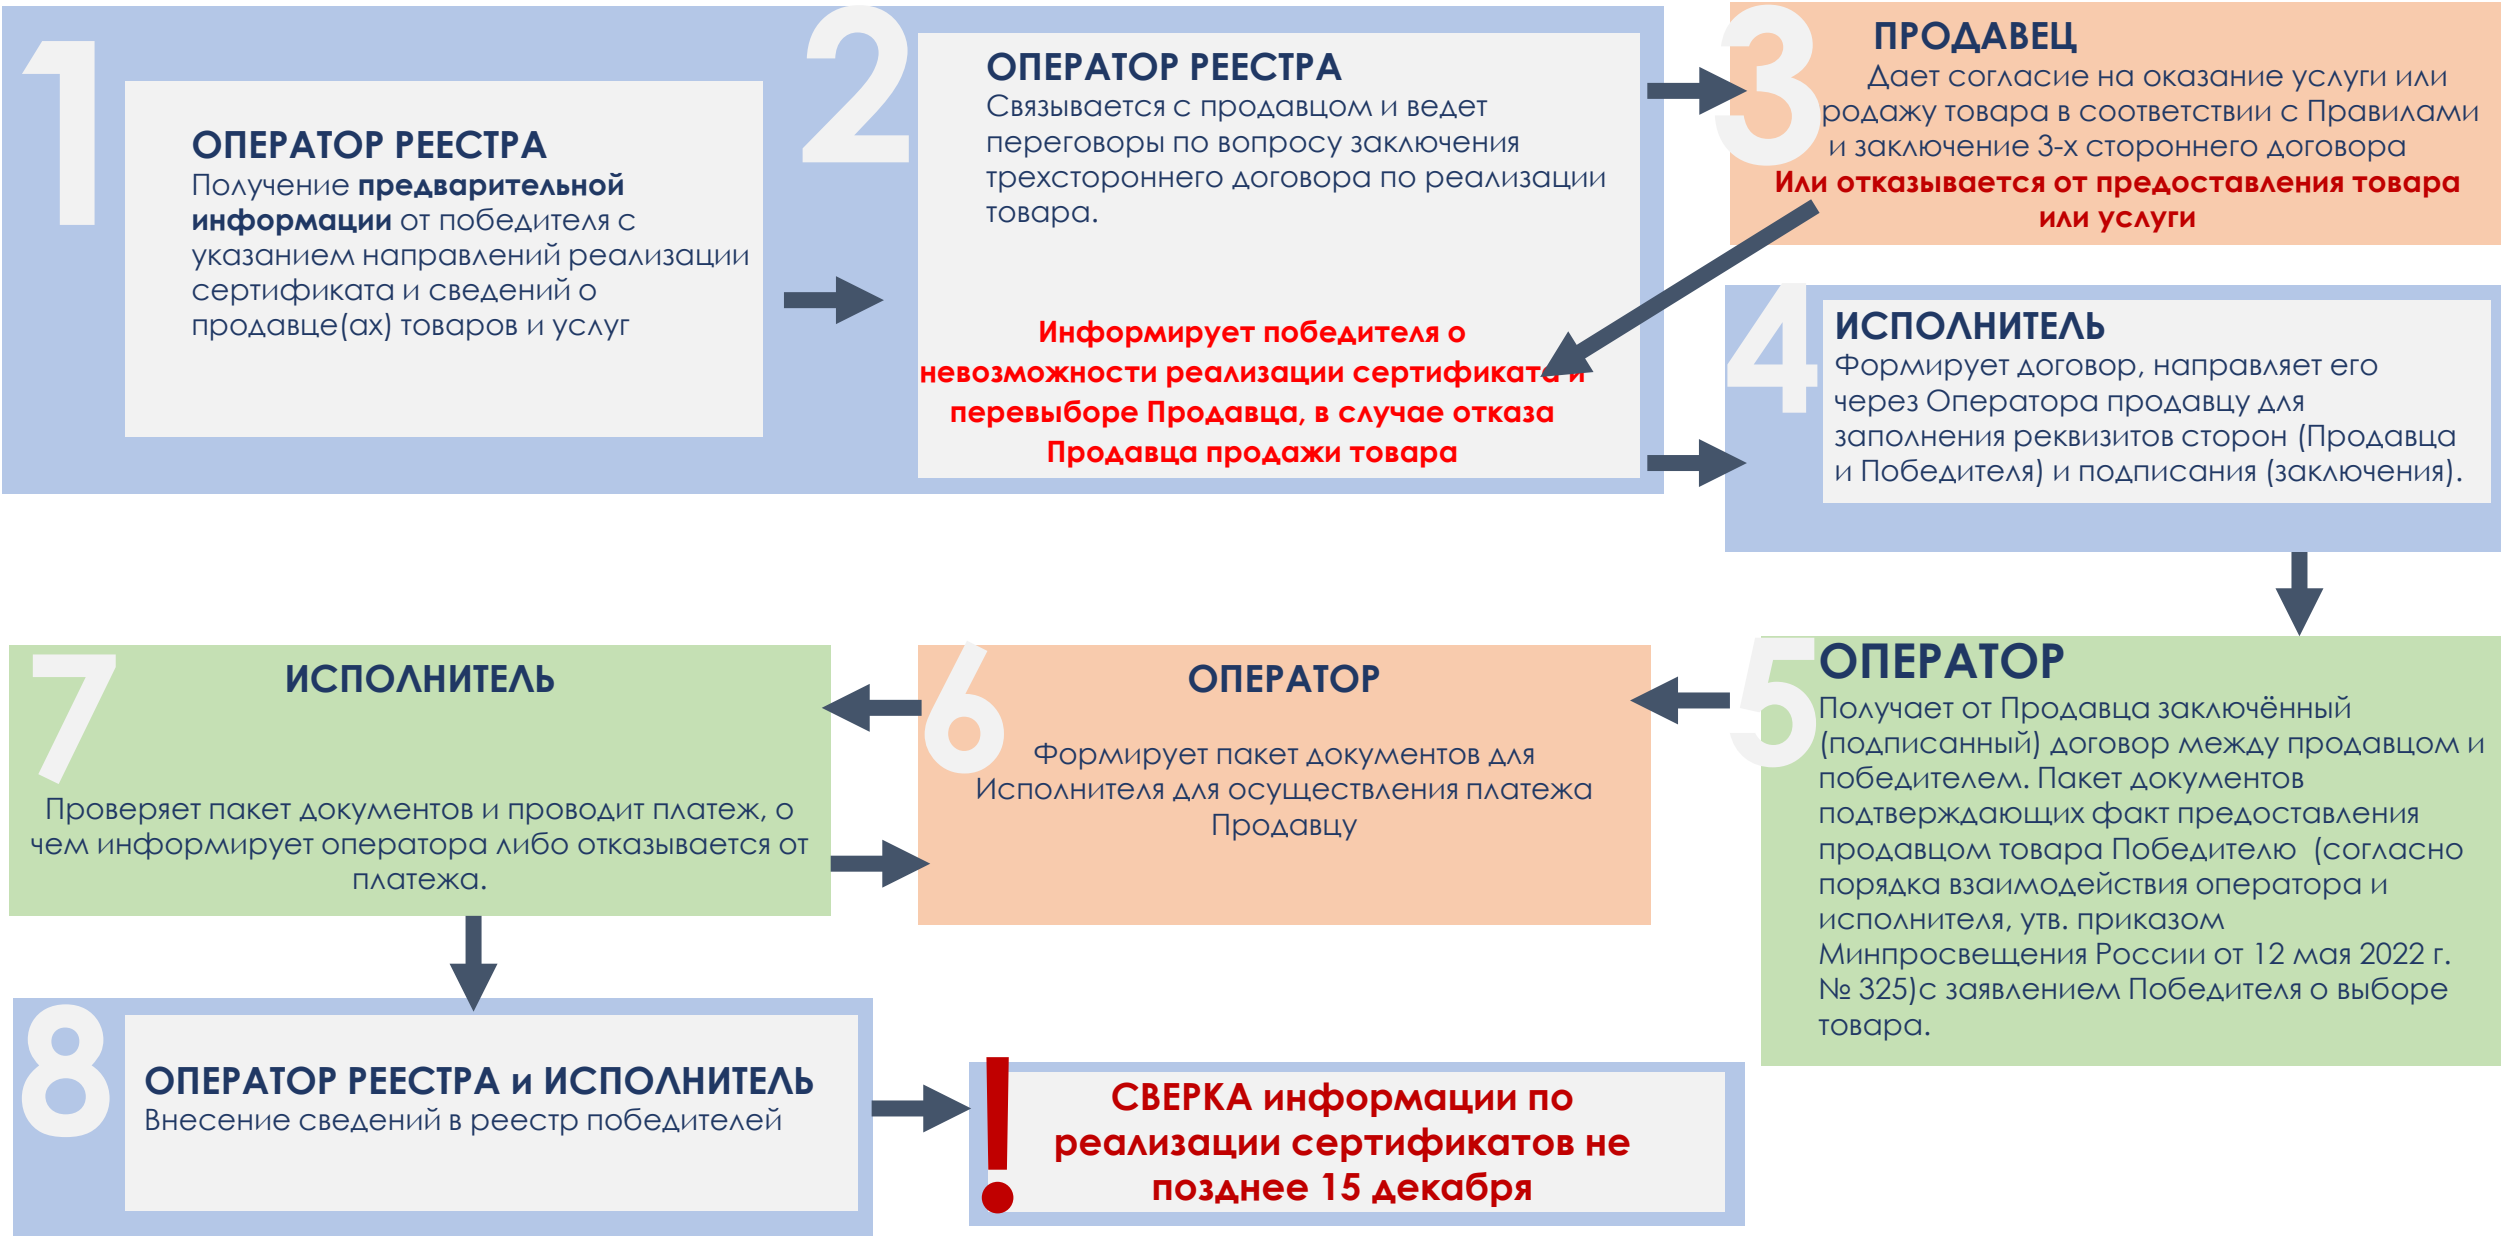 1
ОПЕРАТОР РЕЕСТРА
Получение предварительной
информации от победителя с
указанием направлений реализации
сертификата и сведений о
продавце(ах) товаров и услуг
2
ОПЕРАТОР РЕЕСТРА
Связывается с продавцом и ведет
переговоры по вопросу заключения
трехстороннего договора по реализации
товара.
Информирует победителя о
невозможности реализации сертификата и
перевыборе Продавца, в случае отказа
Продавца продажи товара
3
ПРОДАВЕЦ
Дает согласие на оказание услуги или
родажу товара в соответствии с Правилами
и заключение 3-х стороннего договора
Или отказывается от предоставления товара
или услуги
4
ИСПОЛНИТЕЛЬ
Формирует договор, направляет его
через Оператора продавцу для
заполнения реквизитов сторон (Продавца
и Победителя) и подписания (заключения).
5
ОПЕРАТОР
Получает от Продавца заключённый
(подписанный) договор между продавцом и
победителем. Пакет документов
подтверждающих факт предоставления
продавцом товара Победителю (согласно
порядка взаимодействия оператора и
исполнителя, утв. приказом
Минпросвещения России от 12 мая 2022 г.
№ 325)с заявлением Победителя о выборе
товара.
6
ОПЕРАТОР
Формирует пакет документов для
Исполнителя для осуществления платежа
Продавцу
7
ИСПОЛНИТЕЛЬ
Проверяет пакет документов и проводит платеж, о
чем информирует оператора либо отказывается от
платежа.
8
ОПЕРАТОР РЕЕСТРА и ИСПОЛНИТЕЛЬ
Внесение сведений в реестр победителей
!
СВЕРКА информации по
реализации сертификатов не
позднее 15 декабря